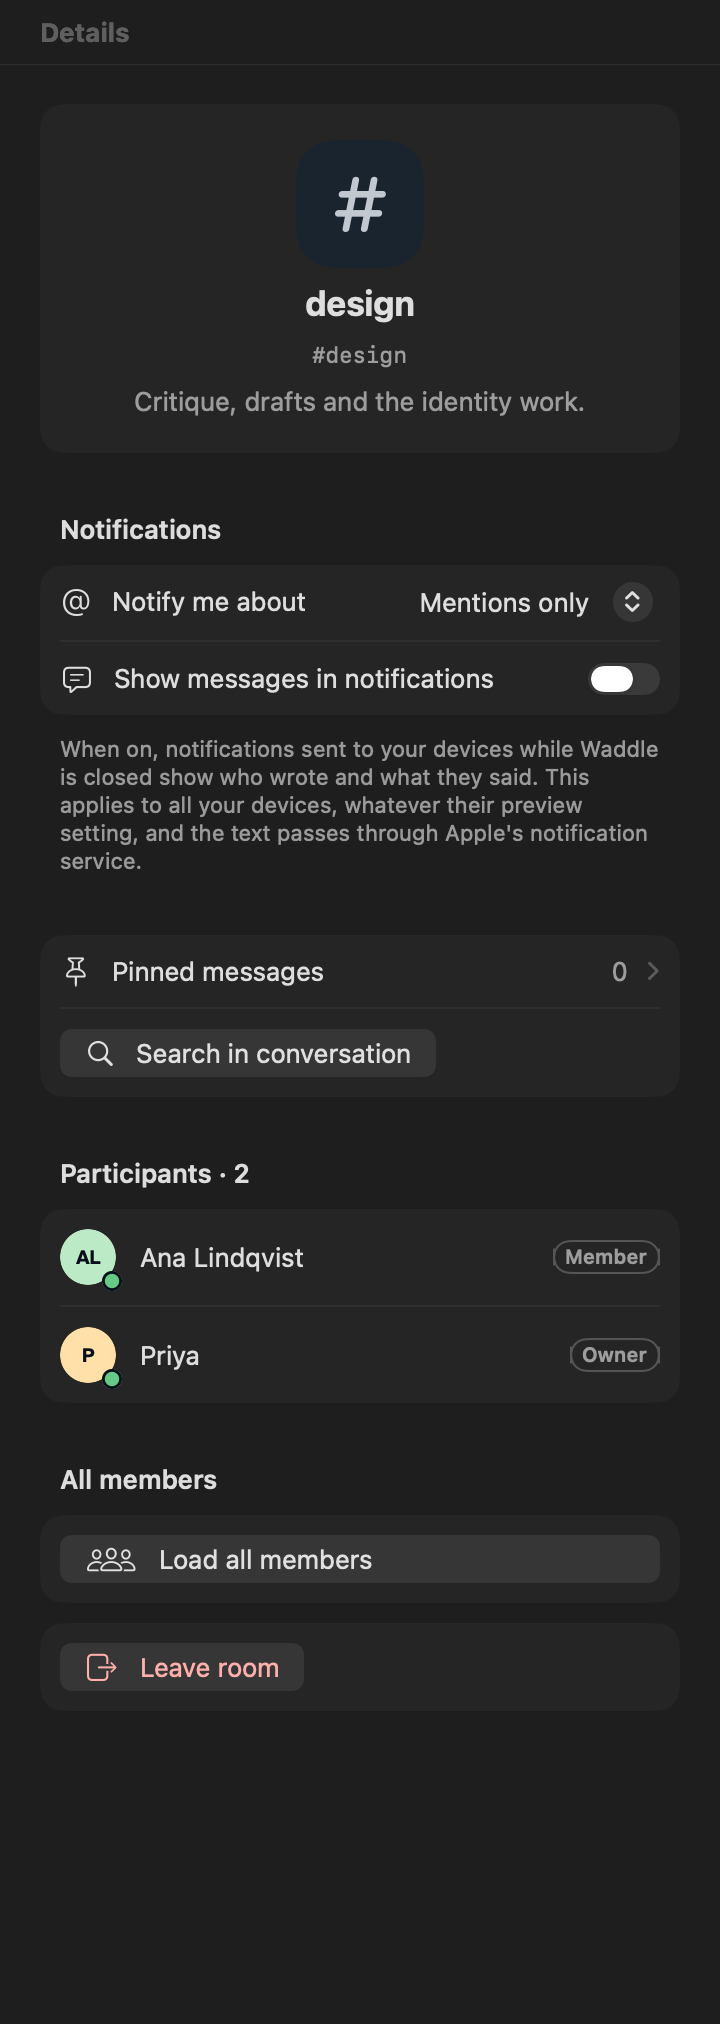 Details
#
design
#design
Critique, drafts and the identity work.
Notifications
@ Notify me about Mentions only
Show messages in notifications
When on, notifications sent to your devices while Waddle
is closed show who wrote and what they said. This
applies to all your devices, whatever their preview
setting, and the text passes through Apple's notification
service.
Pinned messages 0
Search in conversation
Participants · 2
AL Ana Lindqvist Member
P Priya Owner
All members
Load all members
Leave room